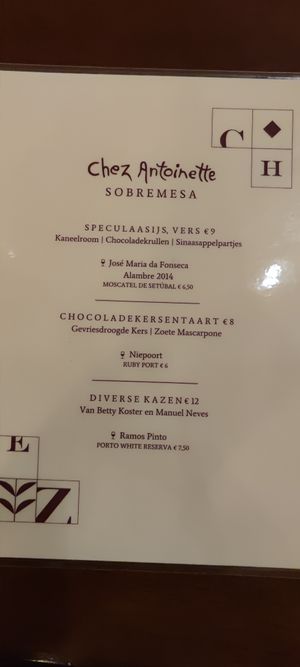 C
H
Chez Antoinette
SOBREMESA
SPECULAASIJS, VERS €9
Kaneelroom | Chocoladekrullen | Sinaasappelpartjes
José Maria da Fonseca
Alambre 2014
MOSCATEL DE SETÚBAL € 6,50
CHOCOLADEKERSENTAART €8
Gevriesdroogde Kers | Zoete Mascarpone
Niepoort
RUBY PORT € 6
DIVERSE KAZEN €12
Van Betty Koster en Manuel Neves
Ramos Pinto
PORTO WHITE RESERVA € 7,50
E
Z